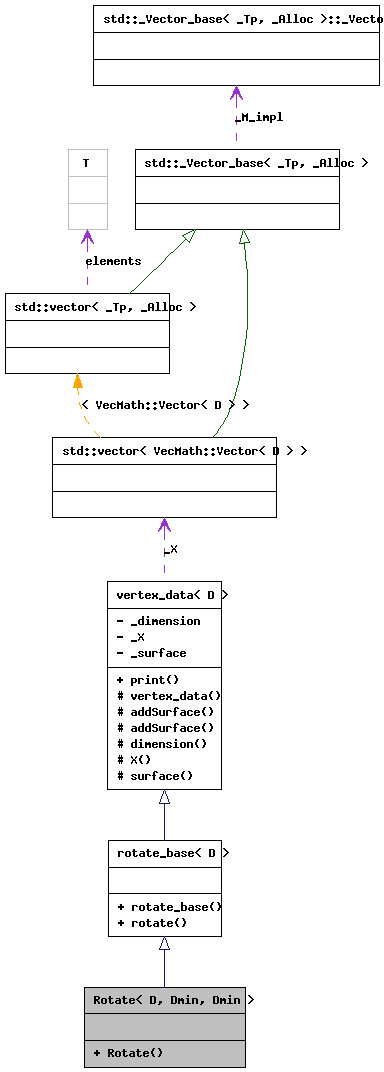 std::_Vector_base< _Tp, _Alloc >::_Vecto
_M_impl
T
std::_Vector_base< _Tp, _Alloc >
elements
std::vector< _Tp, _Alloc >
< VecMath::Vector< D > >
std::vector< VecMath::Vector< D > >
_X
vertex_data< D >
- _dimension
- _X
- _surface
+ print()
# vertex_data()
# addSurface()
# addSurface()
# dimension()
# X()
# surface()
rotate_base< D >
+ rotate_base()
+ rotate()
Rotate< D, Dmin, Dmin >
+ Rotate()